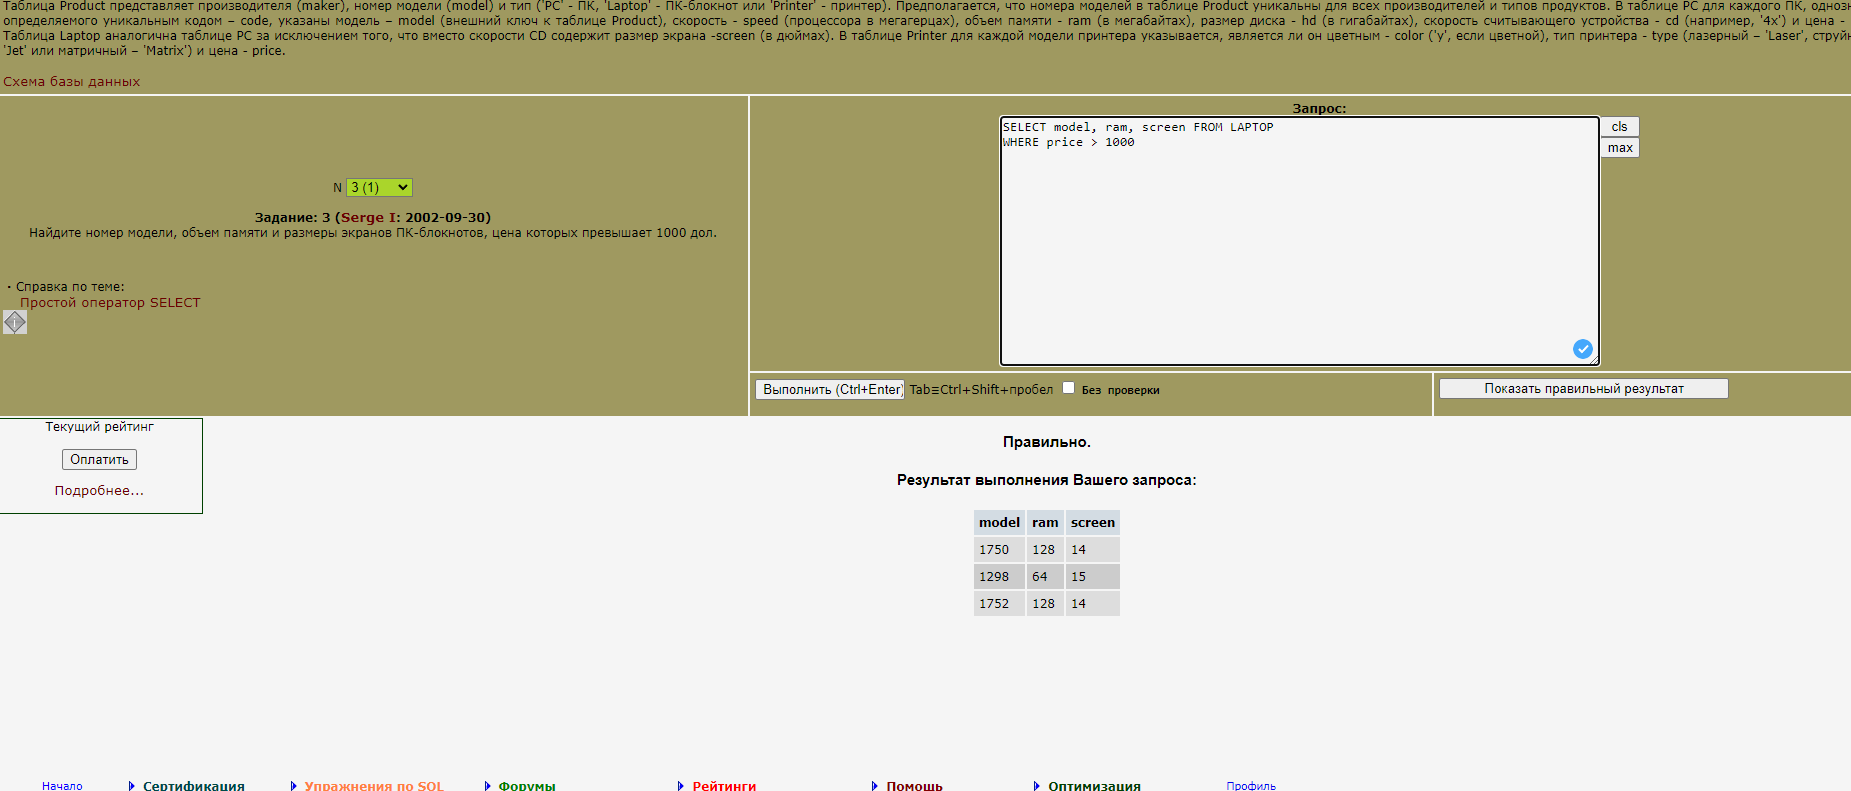 Таблица Product представляет производителя (maker), номер модели (model) и тип ('PC' - ПК, 'Laptop' - ПК-блокнот или 'Printer' - принтер). Предполагается, что номера моделей в таблице Product уникальны для всех производителей и типов продуктов. В таблице PC для каждого ПК,
определяемого уникальным кодом – code, указаны модель – model (внешний ключ к таблице Product), скорость - speed (процессора в мегагерцах), объем памяти - ram (в мегабайтах), размер диска - hd (в гигабайтах), скорость считывающего устройства - cd (например, '4x') и цена -
Таблица Laptop аналогична таблице PC за исключением того, что вместо скорости CD содержит размер экрана -screen (в дюймах). В таблице Printer для каждой модели принтера указывается, является ли он цветным - color ('y', если цветной), тип принтера - type (лазерный – 'Laser',
'Jet' или матричный – 'Matrix') и цена - price.
Схема базы данных
Запрос:
SELECT model, ram, screen FROM LAPTOP
WHERE price > 1000
cls
max
N 3 (1)
Задание: 3 (Serge I: 2002-09-30)
Найдите номер модели, объем памяти и размеры экранов ПК-блокнотов, цена которых превышает 1000 дол.
· Справка по теме:
Простой оператор SELECT
i
Выполнить (Ctrl+Enter) Tab≡Ctrl+Shift+пробел Без проверки
Показать правильный результат
Текущий рейтинг
Оплатить
Подробнее...
Правильно.
Результат выполнения Вашего запроса:
model ram screen
1750 128 14
1298 64 15
1752 128 14
Начало Сертификация Упражнения по SQL Форумы Рейтинги Помощь Оптимизация Профиль